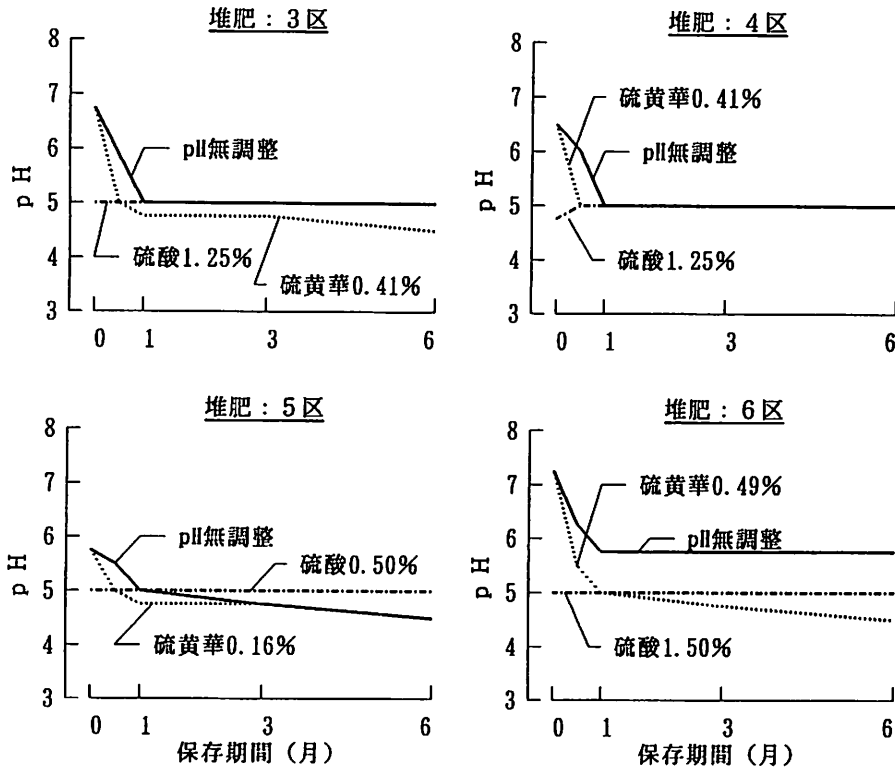 堆肥：3区
pH
8
7
6
5
4
3
pH無調整
硫酸1.25%
硫黄華0.41%
0 1 3 6
堆肥：4区
pH
8
7
6
5
4
3
硫黄華0.41%
pH無調整
硫酸1.25%
0 1 3 6
堆肥：5区
pH
8
7
6
5
4
3
pH無調整
硫酸0.50%
硫黄華0.16%
0 1 3 6
保存期間（月）
堆肥：6区
pH
8
7
6
5
4
3
硫黄華0.49%
pH無調整
硫酸1.50%
0 1 3 6
保存期間（月）